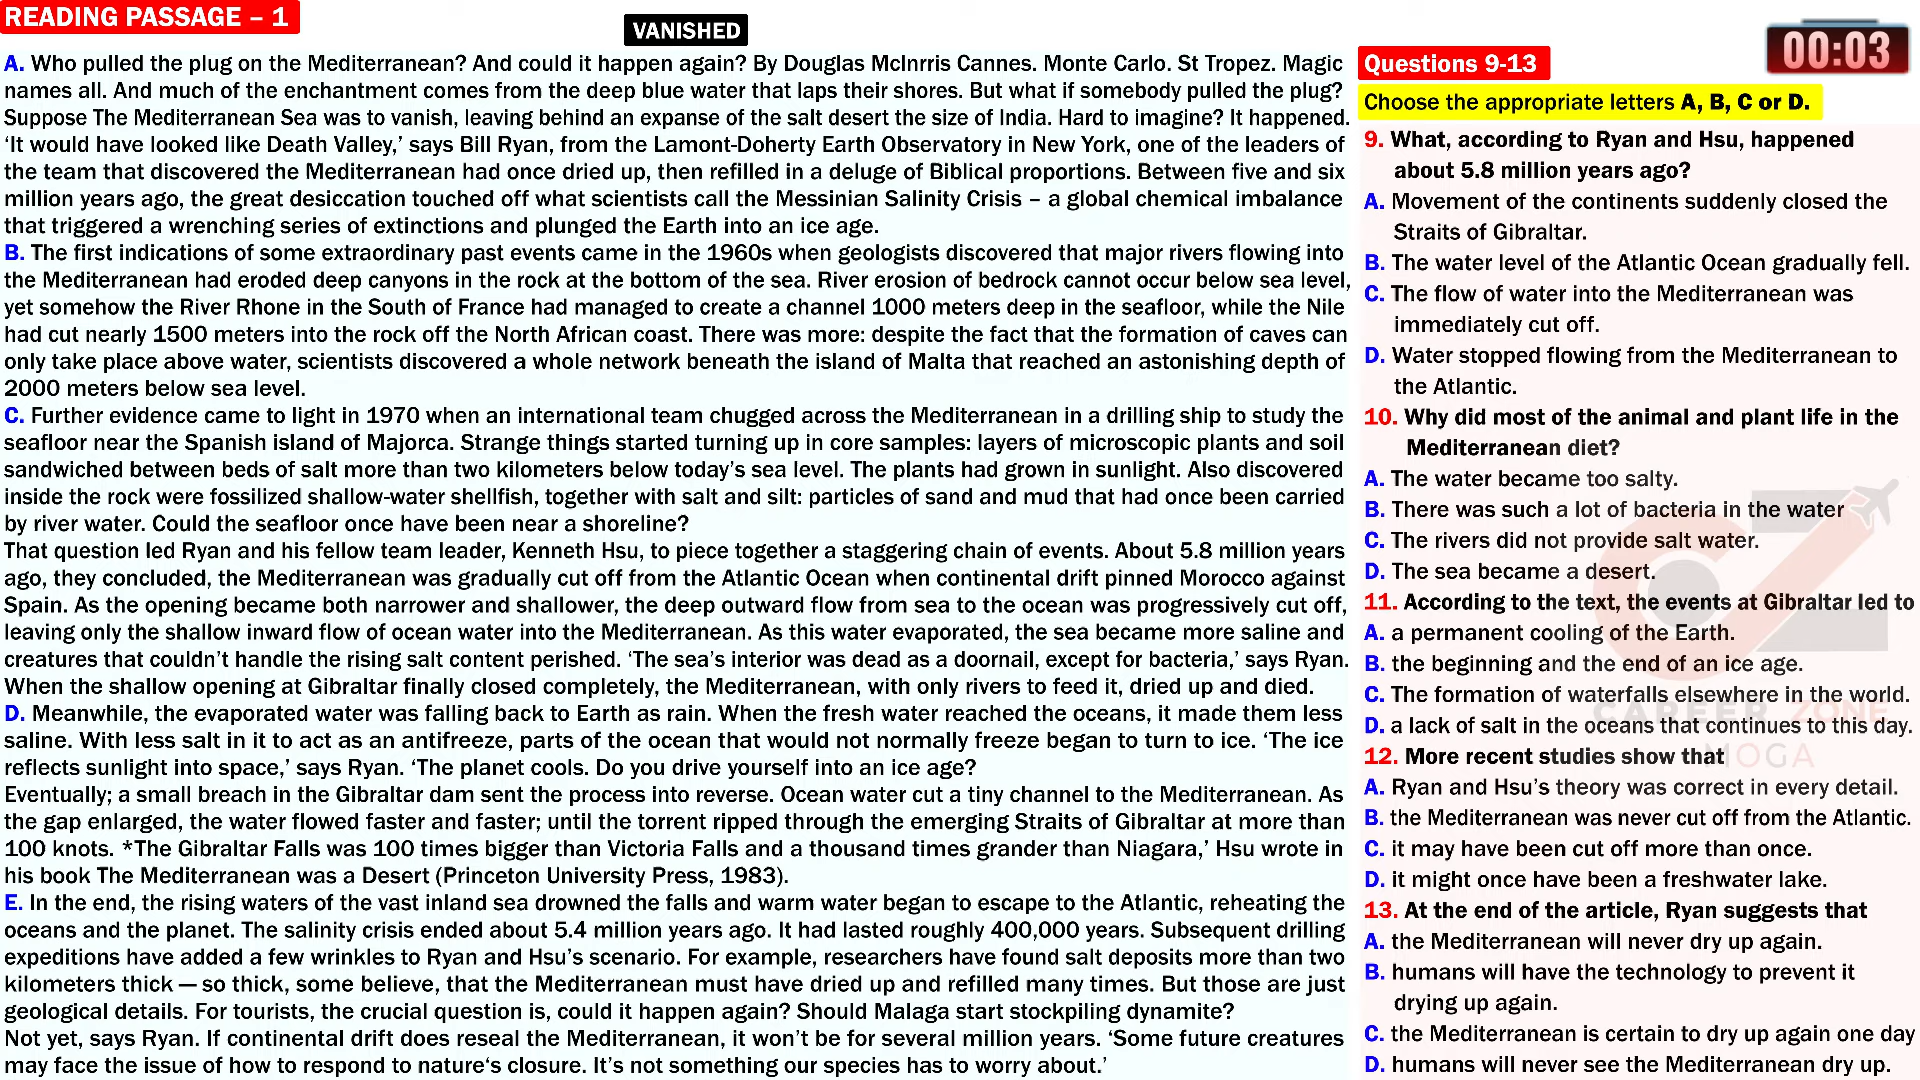 READING PASSAGE – 1
VANISHED
A. Who pulled the plug on the Mediterranean? And could it happen again? By Douglas McInrris Cannes. Monte Carlo. St Tropez. Magic
names all. And much of the enchantment comes from the deep blue water that laps their shores. But what if somebody pulled the plug?
Suppose The Mediterranean Sea was to vanish, leaving behind an expanse of the salt desert the size of India. Hard to imagine? It happened.
‘It would have looked like Death Valley,’ says Bill Ryan, from the Lamont-Doherty Earth Observatory in New York, one of the leaders of
the team that discovered the Mediterranean had once dried up, then refilled in a deluge of Biblical proportions. Between five and six
million years ago, the great desiccation touched off what scientists call the Messinian Salinity Crisis – a global chemical imbalance
that triggered a wrenching series of extinctions and plunged the Earth into an ice age.
B. The first indications of some extraordinary past events came in the 1960s when geologists discovered that major rivers flowing into
the Mediterranean had eroded deep canyons in the rock at the bottom of the sea. River erosion of bedrock cannot occur below sea level,
yet somehow the River Rhone in the South of France had managed to create a channel 1000 meters deep in the seafloor, while the Nile
had cut nearly 1500 meters into the rock off the North African coast. There was more: despite the fact that the formation of caves can
only take place above water, scientists discovered a whole network beneath the island of Malta that reached an astonishing depth of
2000 meters below sea level.
C. Further evidence came to light in 1970 when an international team chugged across the Mediterranean in a drilling ship to study the
seafloor near the Spanish island of Majorca. Strange things started turning up in core samples: layers of microscopic plants and soil
sandwiched between beds of salt more than two kilometers below today’s sea level. The plants had grown in sunlight. Also discovered
inside the rock were fossilized shallow-water shellfish, together with salt and silt: particles of sand and mud that had once been carried
by river water. Could the seafloor once have been near a shoreline?
That question led Ryan and his fellow team leader, Kenneth Hsu, to piece together a staggering chain of events. About 5.8 million years
ago, they concluded, the Mediterranean was gradually cut off from the Atlantic Ocean when continental drift pinned Morocco against
Spain. As the opening became both narrower and shallower, the deep outward flow from sea to the ocean was progressively cut off,
leaving only the shallow inward flow of ocean water into the Mediterranean. As this water evaporated, the sea became more saline and
creatures that couldn’t handle the rising salt content perished. ‘The sea’s interior was dead as a doornail, except for bacteria,’ says Ryan.
When the shallow opening at Gibraltar finally closed completely, the Mediterranean, with only rivers to feed it, dried up and died.
D. Meanwhile, the evaporated water was falling back to Earth as rain. When the fresh water reached the oceans, it made them less
saline. With less salt in it to act as an antifreeze, parts of the ocean that would not normally freeze began to turn to ice. ‘The ice
reflects sunlight into space,’ says Ryan. ‘The planet cools. Do you drive yourself into an ice age?
Eventually; a small breach in the Gibraltar dam sent the process into reverse. Ocean water cut a tiny channel to the Mediterranean. As
the gap enlarged, the water flowed faster and faster; until the torrent ripped through the emerging Straits of Gibraltar at more than
100 knots. *The Gibraltar Falls was 100 times bigger than Victoria Falls and a thousand times grander than Niagara,’ Hsu wrote in
his book The Mediterranean was a Desert (Princeton University Press, 1983).
E. In the end, the rising waters of the vast inland sea drowned the falls and warm water began to escape to the Atlantic, reheating the
oceans and the planet. The salinity crisis ended about 5.4 million years ago. It had lasted roughly 400,000 years. Subsequent drilling
expeditions have added a few wrinkles to Ryan and Hsu’s scenario. For example, researchers have found salt deposits more than two
kilometers thick — so thick, some believe, that the Mediterranean must have dried up and refilled many times. But those are just
geological details. For tourists, the crucial question is, could it happen again? Should Malaga start stockpiling dynamite?
Not yet, says Ryan. If continental drift does reseal the Mediterranean, it won’t be for several million years. ‘Some future creatures
may face the issue of how to respond to nature‘s closure. It’s not something our species has to worry about.’
00:03
Questions 9-13
Choose the appropriate letters A, B, C or D.
9. What, according to Ryan and Hsu, happened
about 5.8 million years ago?
A. Movement of the continents suddenly closed the
Straits of Gibraltar.
B. The water level of the Atlantic Ocean gradually fell.
C. The flow of water into the Mediterranean was
immediately cut off.
D. Water stopped flowing from the Mediterranean to
the Atlantic.
10. Why did most of the animal and plant life in the
Mediterranean diet?
A. The water became too salty.
B. There was such a lot of bacteria in the water
C. The rivers did not provide salt water.
D. The sea became a desert.
11. According to the text, the events at Gibraltar led to
A. a permanent cooling of the Earth.
B. the beginning and the end of an ice age.
C. The formation of waterfalls elsewhere in the world.
D. a lack of salt in the oceans that continues to this day.
CAREER ZONE
MOGA
12. More recent studies show that
A. Ryan and Hsu’s theory was correct in every detail.
B. the Mediterranean was never cut off from the Atlantic.
C. it may have been cut off more than once.
D. it might once have been a freshwater lake.
13. At the end of the article, Ryan suggests that
A. the Mediterranean will never dry up again.
B. humans will have the technology to prevent it
drying up again.
C. the Mediterranean is certain to dry up again one day
D. humans will never see the Mediterranean dry up.